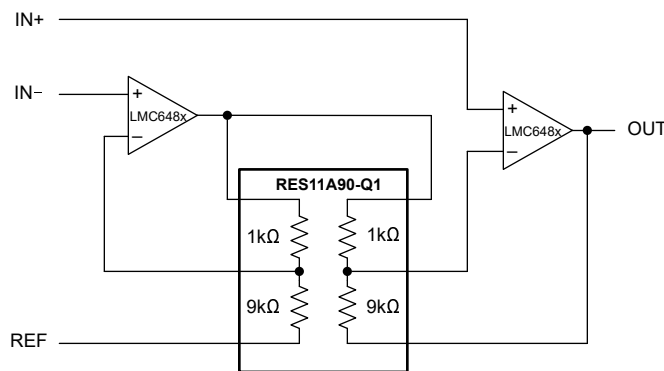 IN+
IN−
+
LMC648x
−
+
LMC648x
−
OUT
RES11A90-Q1
1kΩ
1kΩ
9kΩ
9kΩ
REF